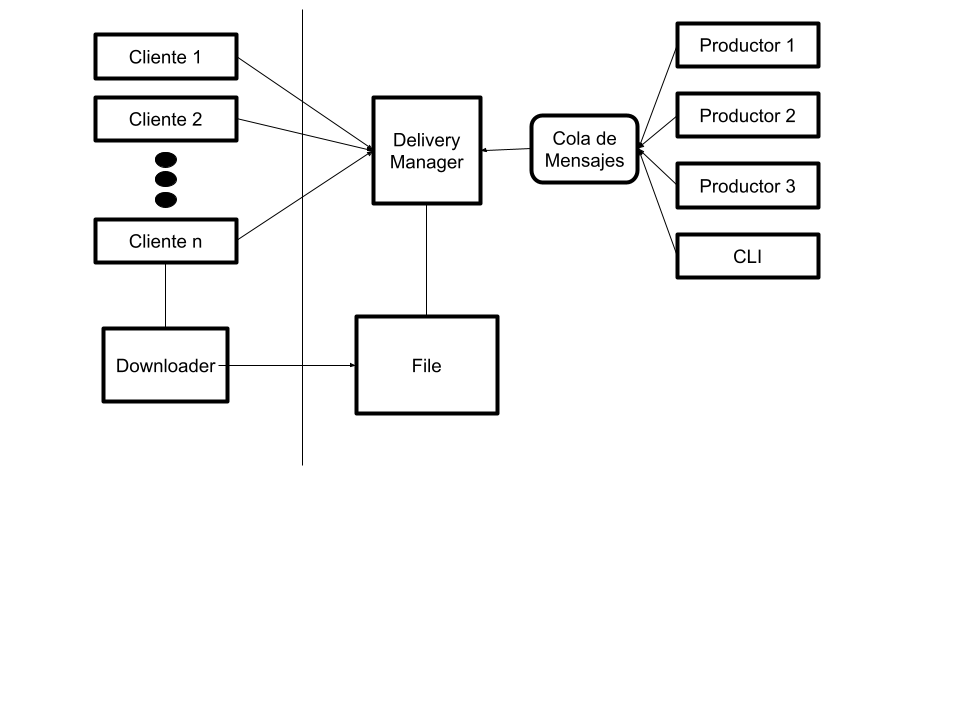 Cliente 1
Cliente 2
Cliente n
Downloader
Delivery
Manager
File
Cola de
Mensajes
Productor 1
Productor 2
Productor 3
CLI